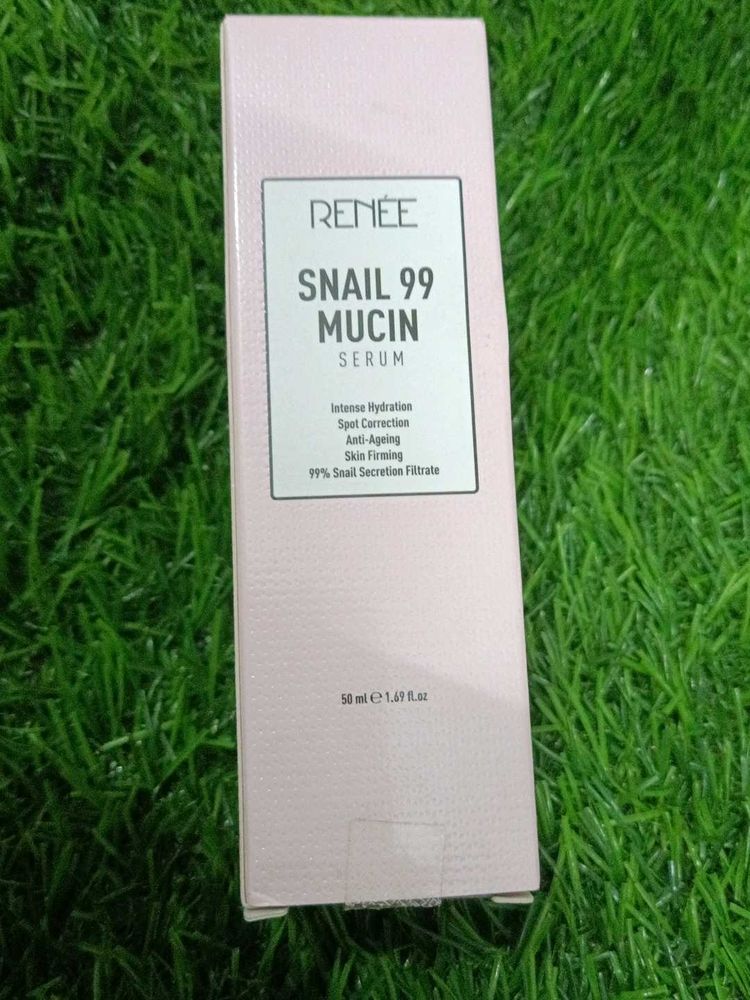 RENÉE
SNAIL 99
MUCIN
SERUM
Intense Hydration
Spot Correction
Anti-Ageing
Skin Firming
99% Snail Secretion Filtrate
50 ml ℮ 1.69 fl.oz